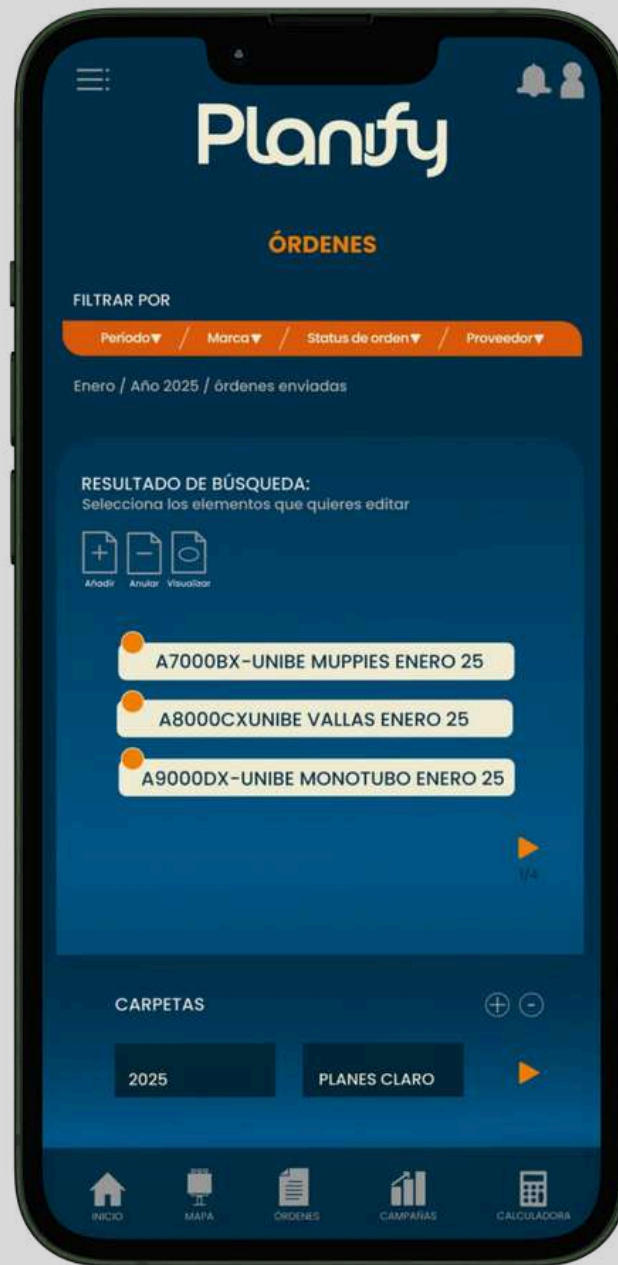 Planify
ÓRDENES
FILTRAR POR
Período▼ / Marca▼ / Status de orden▼ / Proveedor▼
Enero / Año 2025 / órdenes enviadas
RESULTADO DE BÚSQUEDA:
Selecciona los elementos que quieres editar
Añadir Anular Visualizar
A7000BX-UNIBE MUPPIES ENERO 25
A8000CXUNIBE VALLAS ENERO 25
A9000DX-UNIBE MONOTUBO ENERO 25
1/4
CARPETAS
2025 PLANES CLARO
INICIO MAPA ÓRDENES CAMPAÑAS CALCULADORA